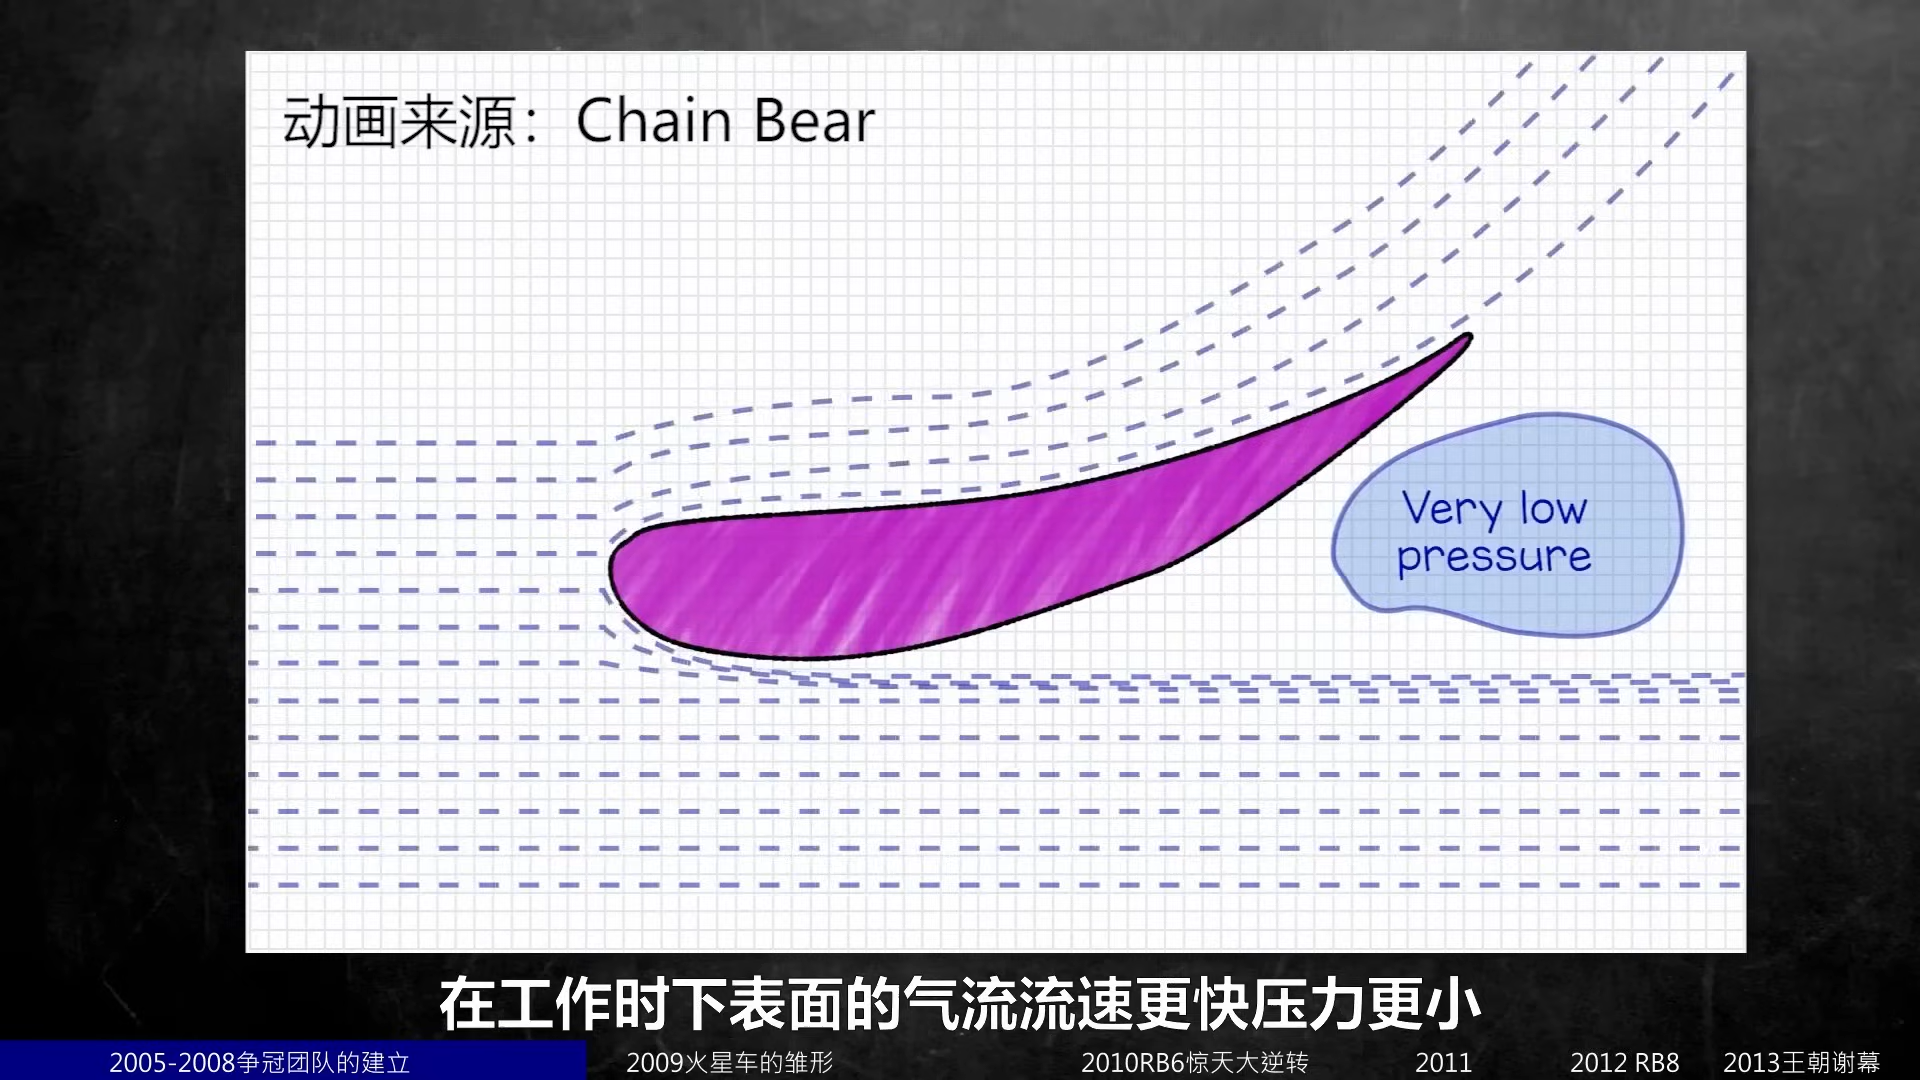 动画来源：Chain Bear
Very low
pressure
在工作时下表面的气流流速更快压力更小
2005-2008争冠团队的建立
2009火星车的雏形
2010RB6惊天大逆转
2011
2012 RB8
2013王朝谢幕